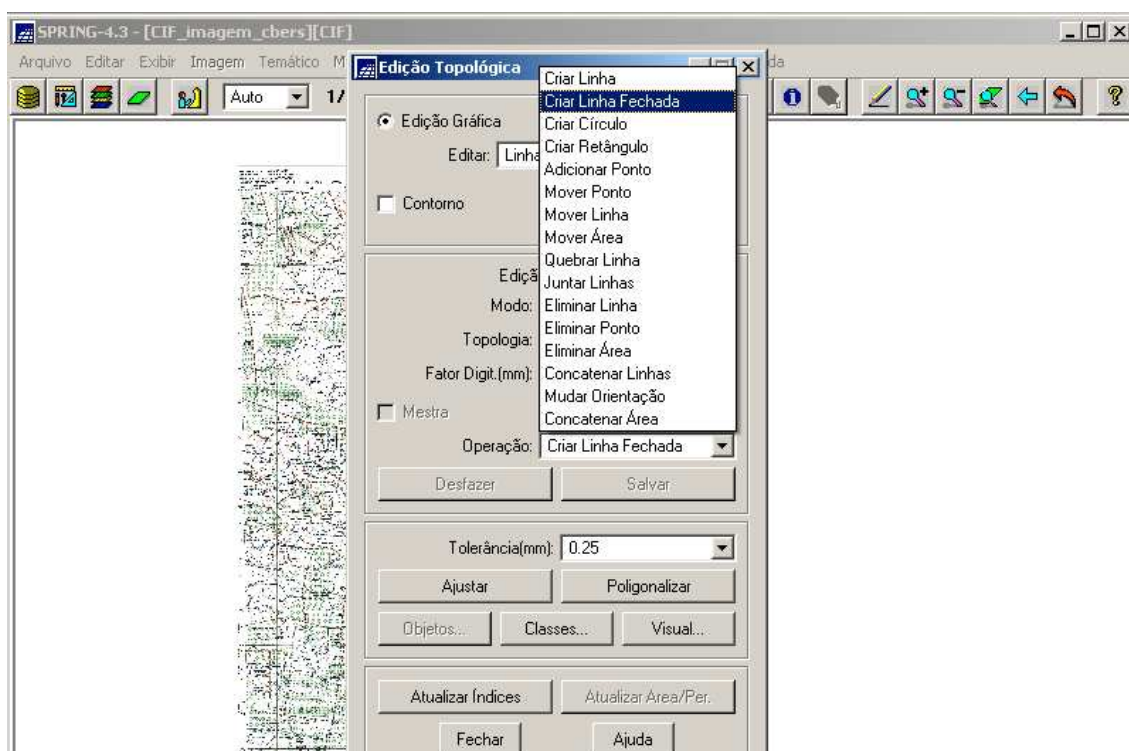 SPRING-4.3 - [CIF_imagem_cbers][CIF]
Arquivo Editar Exibir Imagem Temático M
da
Auto
1/
Edição Topológica
Edição Gráfica
Editar: Linha
Contorno
Ediçã
Modo:
Topologia:
Fator Digit.(mm):
Mestra
Criar Linha
Criar Linha Fechada
Criar Círculo
Criar Retângulo
Adicionar Ponto
Mover Ponto
Mover Linha
Mover Área
Quebrar Linha
Juntar Linhas
Eliminar Linha
Eliminar Ponto
Eliminar Área
Concatenar Linhas
Mudar Orientação
Concatenar Área
Operação: Criar Linha Fechada
Desfazer Salvar
Tolerância(mm): 0.25
Ajustar Poligonalizar
Objetos... Classes... Visual...
Atualizar Índices Atualizar Area/Per.
Fechar Ajuda